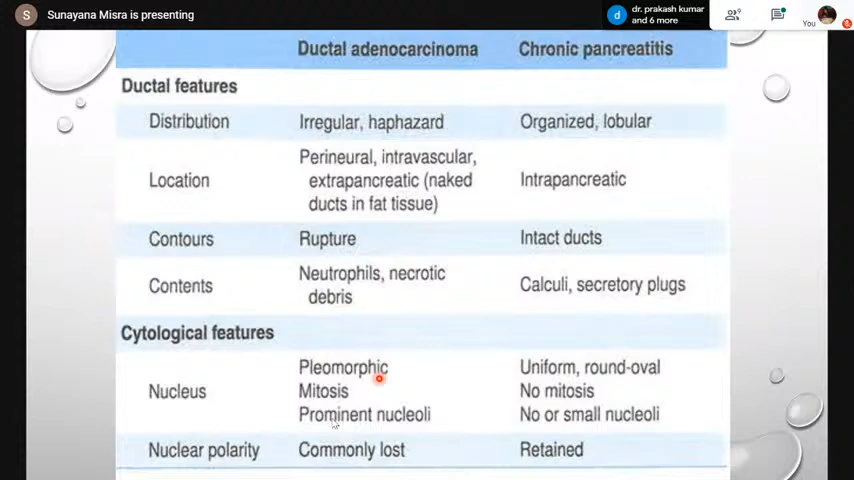 S Sunayana Misra is presenting
d dr. prakash kumar
and 6 more
You
Ductal adenocarcinoma Chronic pancreatitis
Ductal features
Distribution Irregular, haphazard Organized, lobular
Perineural, intravascular,
Location extrapancreatic (naked Intrapancreatic
ducts in fat tissue)
Contours Rupture Intact ducts
Neutrophils, necrotic
Contents debris Calculi, secretory plugs
Cytological features
Pleomorphic Uniform, round-oval
Nucleus Mitosis No mitosis
Prominent nucleoli No or small nucleoli
Nuclear polarity Commonly lost Retained